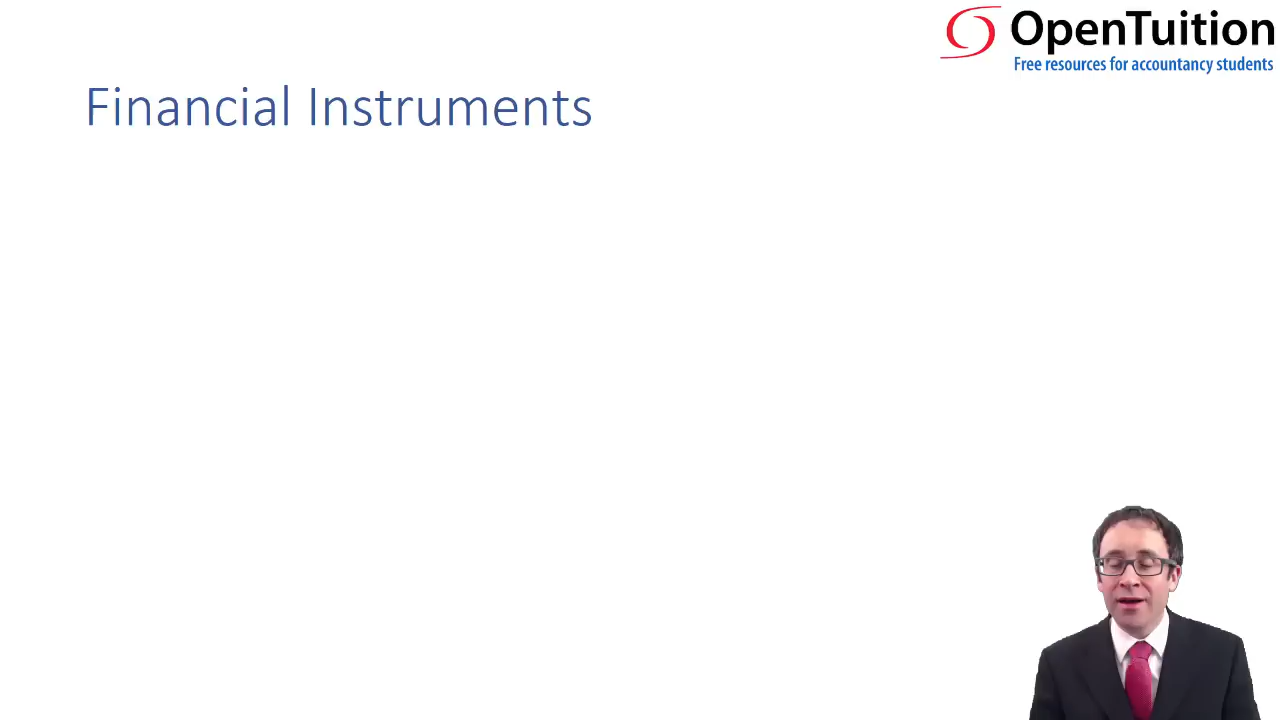 OpenTuition
Free resources for accountancy students
Financial Instruments